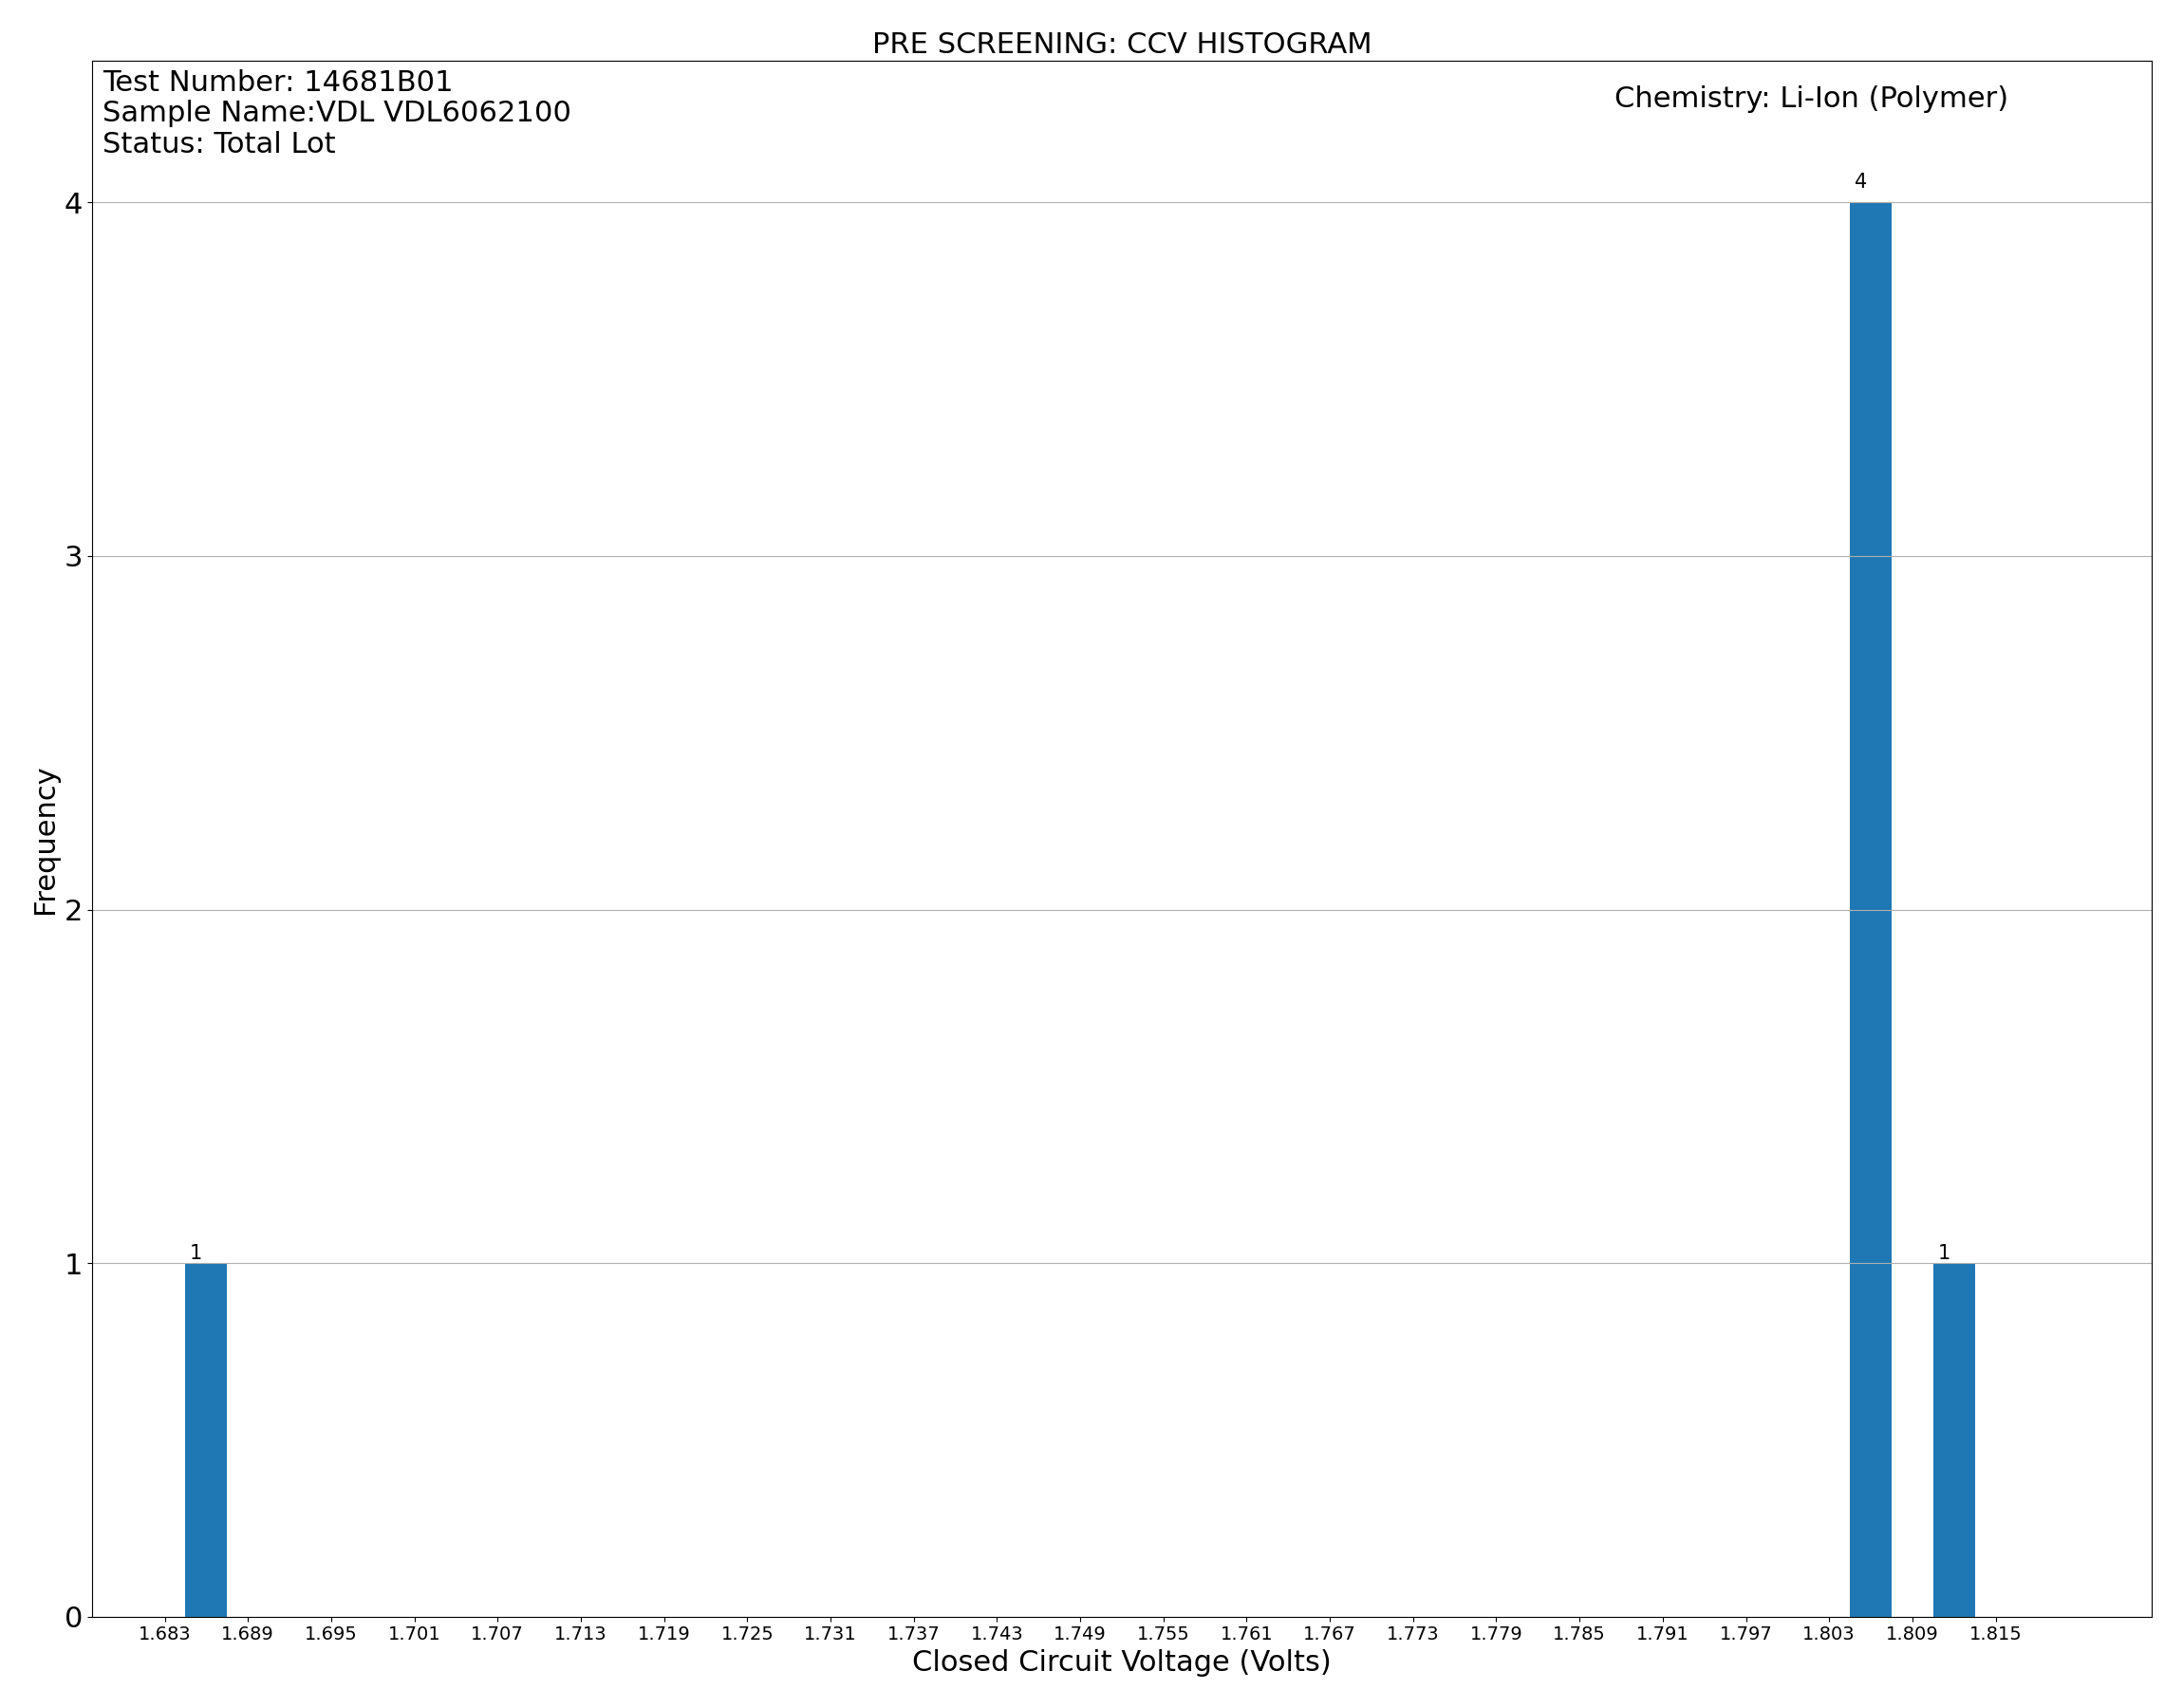 PRE SCREENING: CCV HISTOGRAM
Test Number: 14681B01
Sample Name:VDL VDL6062100
Status: Total Lot
Chemistry: Li-Ion (Polymer)
4
4
3
Frequency
2
1
1
1
0
1.683 1.689 1.695 1.701 1.707 1.713 1.719 1.725 1.731 1.737 1.743 1.749 1.755 1.761 1.767 1.773 1.779 1.785 1.791 1.797 1.803 1.809 1.815
Closed Circuit Voltage (Volts)